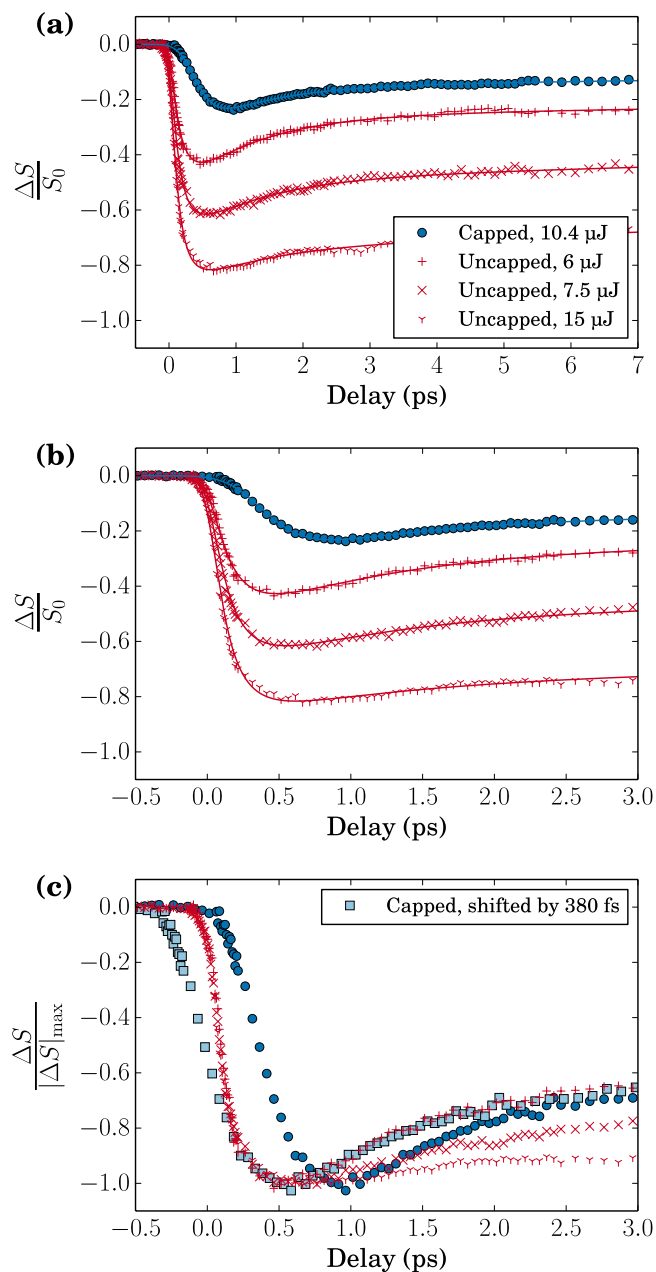 (a)
0.0
−0.2
−0.4
−0.6
−0.8
−1.0
ΔS
S0
Capped, 10.4 µJ
Uncapped, 6 µJ
Uncapped, 7.5 µJ
Uncapped, 15 µJ
0 1 2 3 4 5 6 7
Delay (ps)
(b)
0.0
−0.2
−0.4
−0.6
−0.8
−1.0
ΔS
S0
−0.5 0.0 0.5 1.0 1.5 2.0 2.5 3.0
Delay (ps)
(c)
Capped, shifted by 380 fs
0.0
−0.2
−0.4
−0.6
−0.8
−1.0
ΔS
|ΔS|max
−0.5 0.0 0.5 1.0 1.5 2.0 2.5 3.0
Delay (ps)